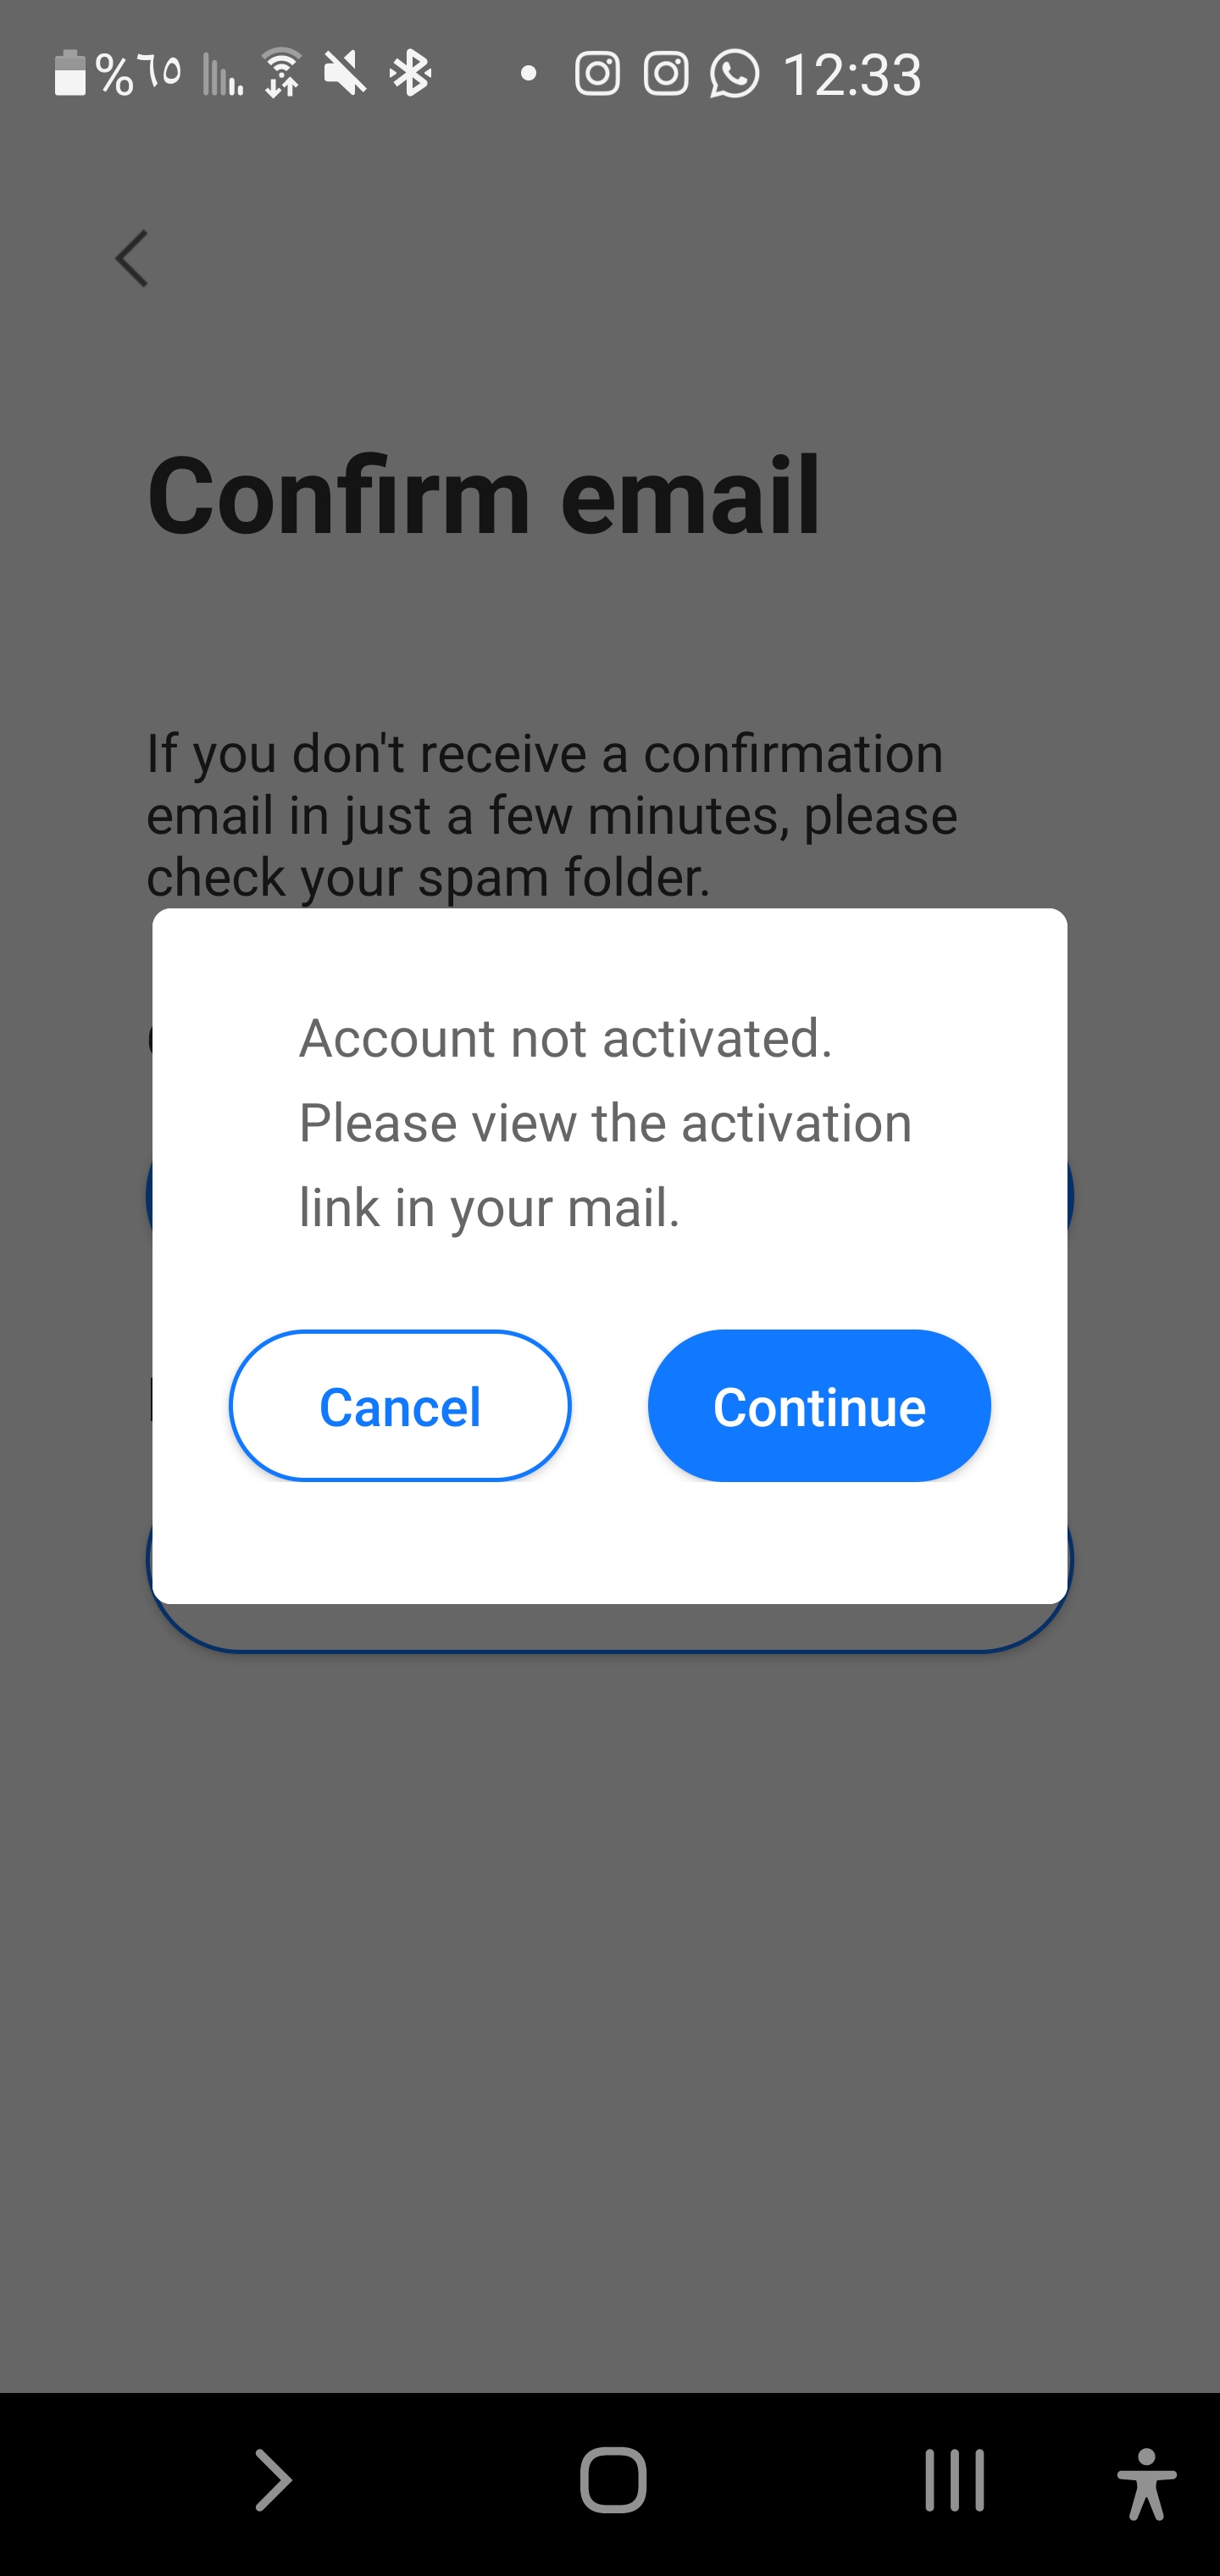 %٦٥ 12:33
Confirm email
If you don't receive a confirmation
email in just a few minutes, please
check your spam folder.
Account not activated.
Please view the activation
link in your mail.
Cancel Continue